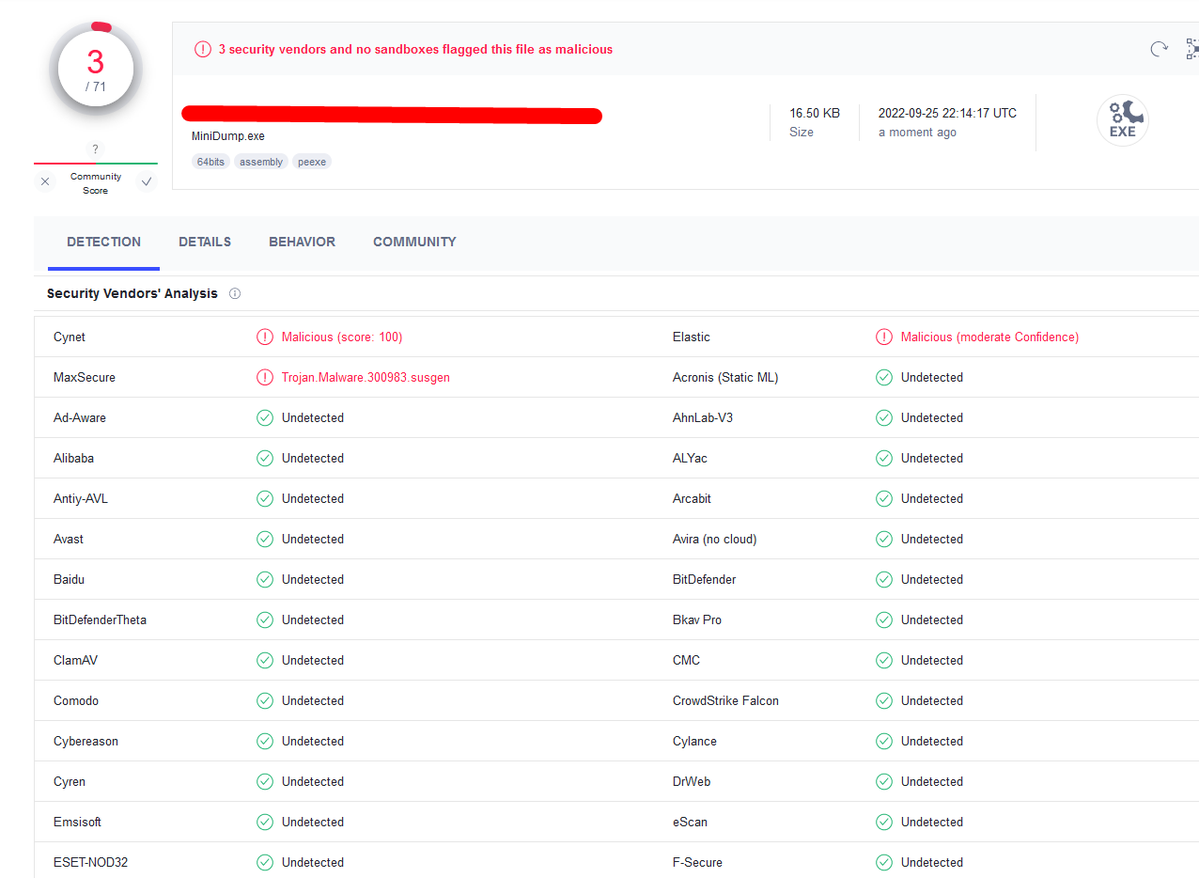 3
/ 71
?
Community
Score
3 security vendors and no sandboxes flagged this file as malicious
MiniDump.exe
64bits assembly peexe
16.50 KB
Size
2022-09-25 22:14:17 UTC
a moment ago
EXE
DETECTION DETAILS BEHAVIOR COMMUNITY
Security Vendors' Analysis
Cynet Malicious (score: 100) Elastic Malicious (moderate Confidence)
MaxSecure Trojan.Malware.300983.susgen Acronis (Static ML) Undetected
Ad-Aware Undetected AhnLab-V3 Undetected
Alibaba Undetected ALYac Undetected
Antiy-AVL Undetected Arcabit Undetected
Avast Undetected Avira (no cloud) Undetected
Baidu Undetected BitDefender Undetected
BitDefenderTheta Undetected Bkav Pro Undetected
ClamAV Undetected CMC Undetected
Comodo Undetected CrowdStrike Falcon Undetected
Cybereason Undetected Cylance Undetected
Cyren Undetected DrWeb Undetected
Emsisoft Undetected eScan Undetected
ESET-NOD32 Undetected F-Secure Undetected